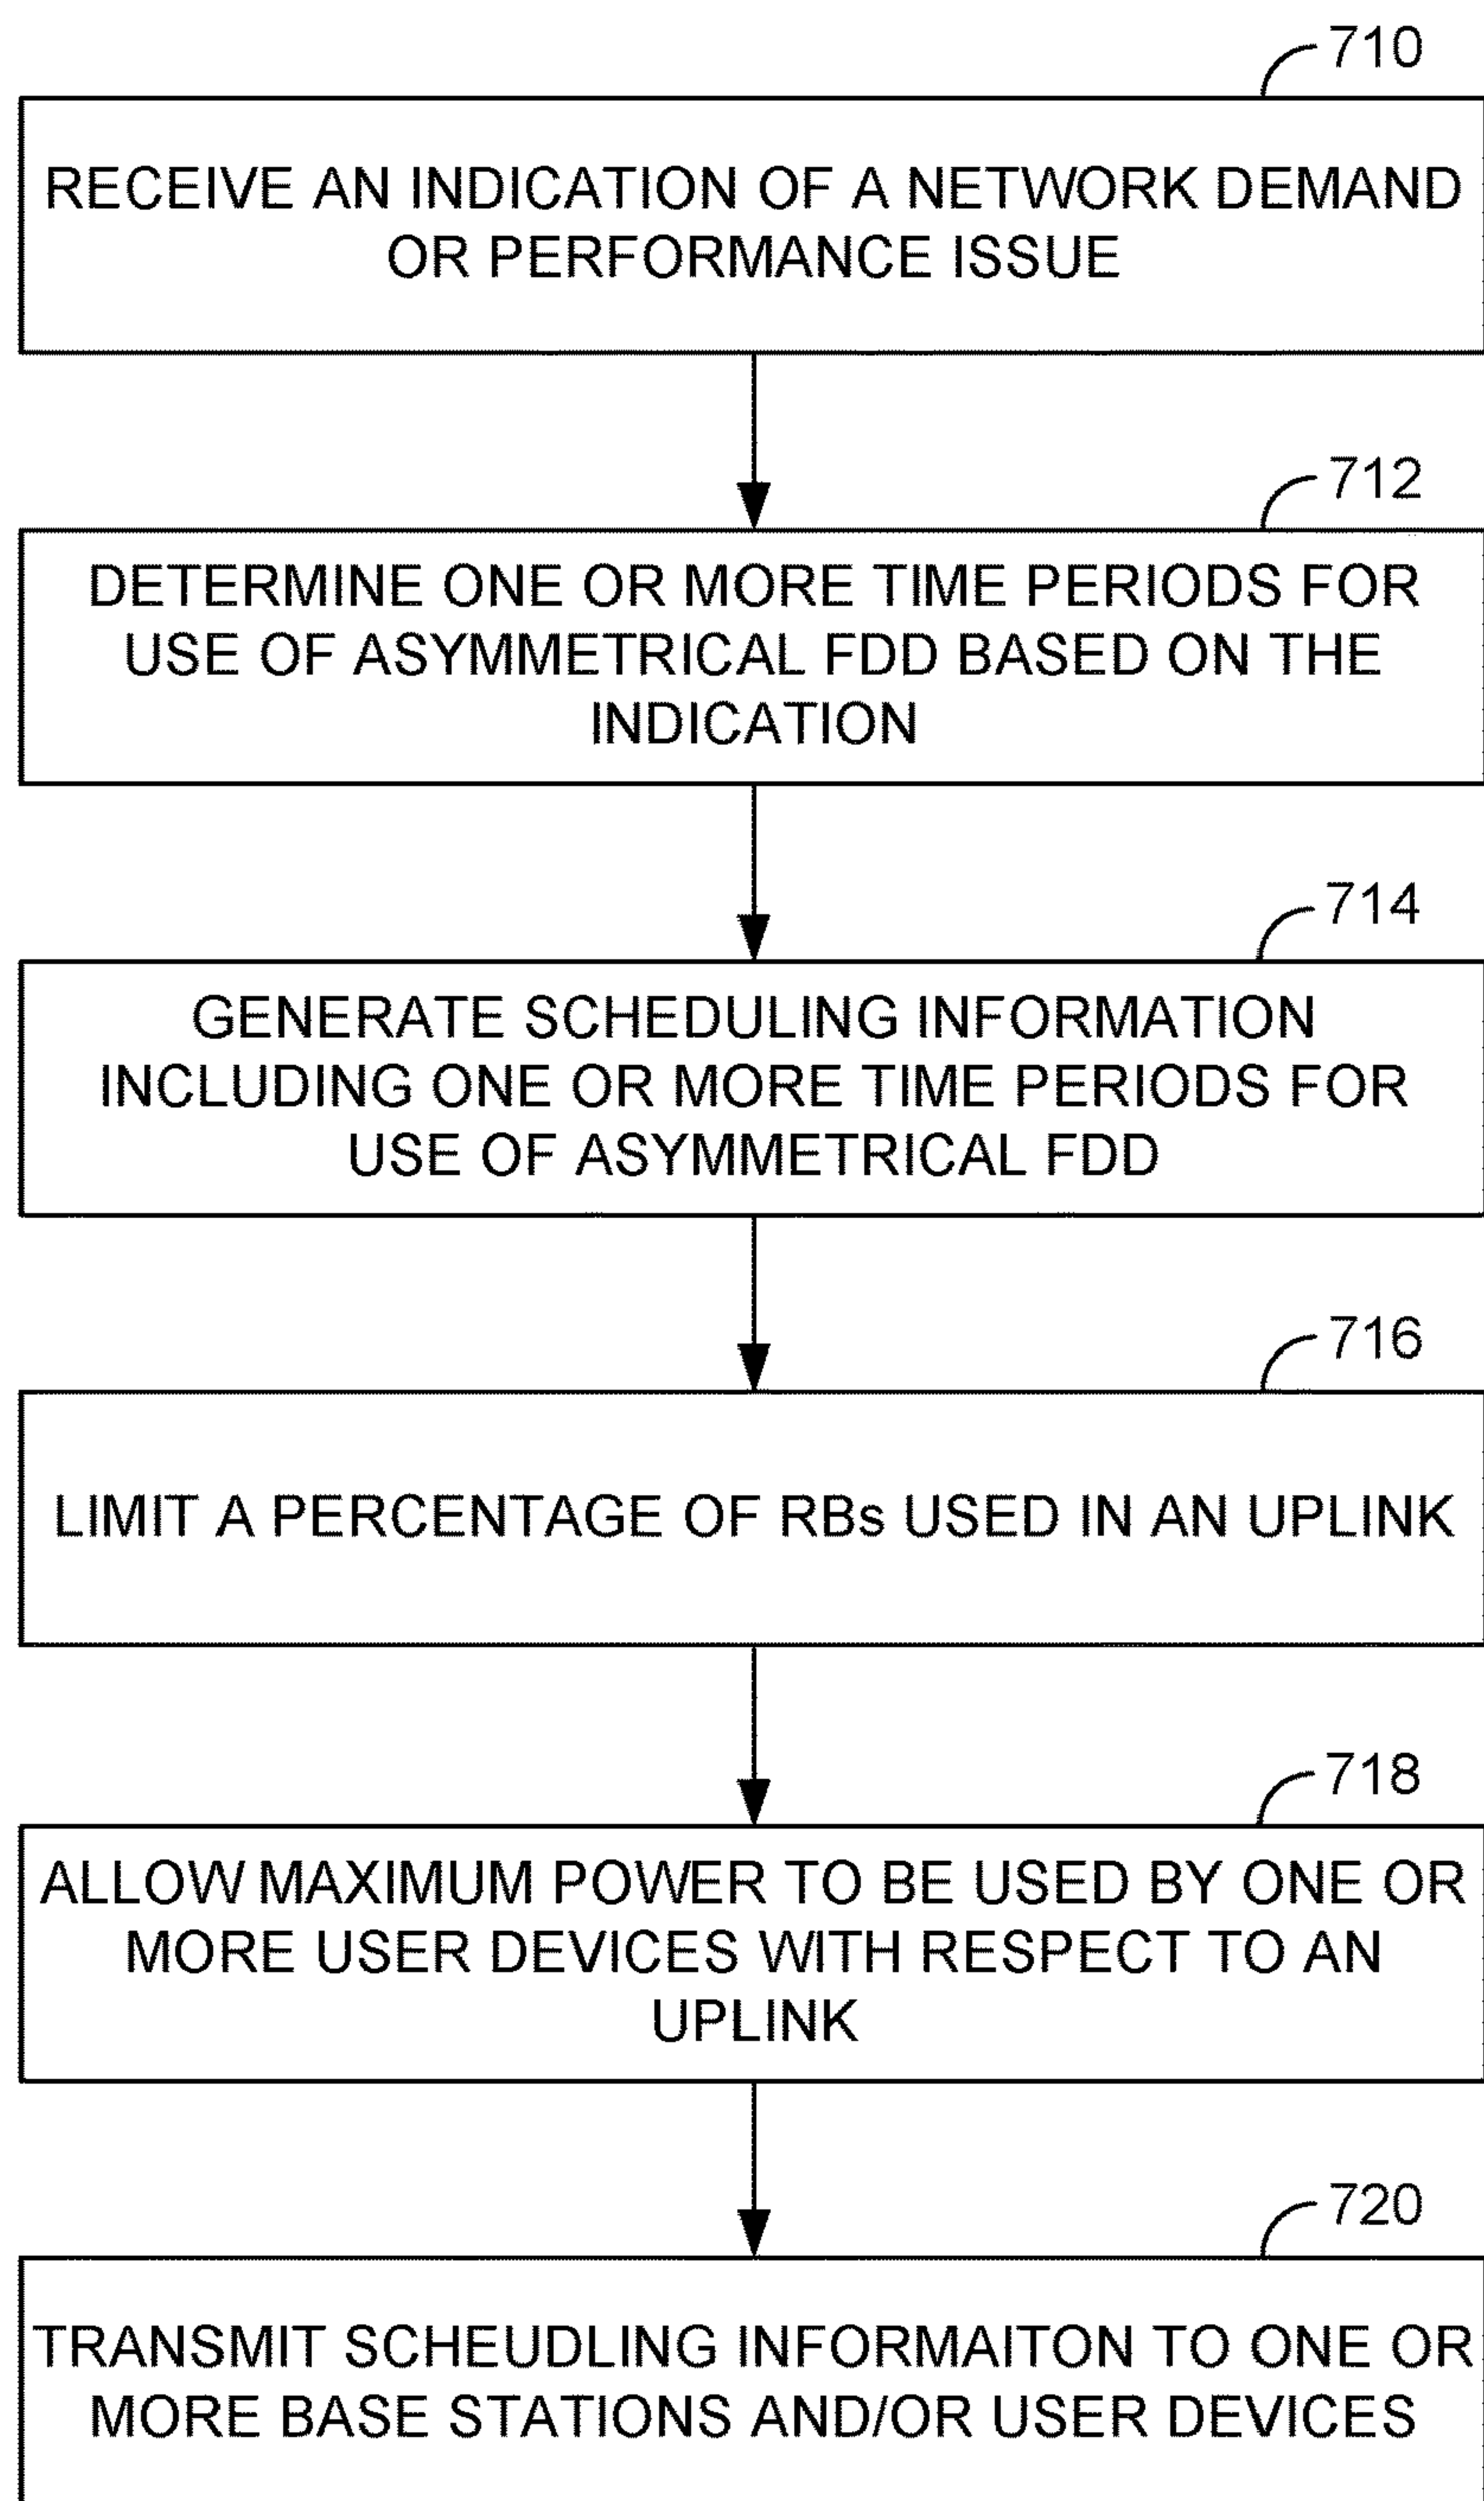 710
RECEIVE AN INDICATION OF A NETWORK DEMAND
OR PERFORMANCE ISSUE
712
DETERMINE ONE OR MORE TIME PERIODS FOR
USE OF ASYMMETRICAL FDD BASED ON THE
INDICATION
714
GENERATE SCHEDULING INFORMATION
INCLUDING ONE OR MORE TIME PERIODS FOR
USE OF ASYMMETRICAL FDD
716
LIMIT A PERCENTAGE OF RBs USED IN AN UPLINK
718
ALLOW MAXIMUM POWER TO BE USED BY ONE OR
MORE USER DEVICES WITH RESPECT TO AN
UPLINK
720
TRANSMIT SCHEUDLING INFORMAITON TO ONE OR
MORE BASE STATIONS AND/OR USER DEVICES